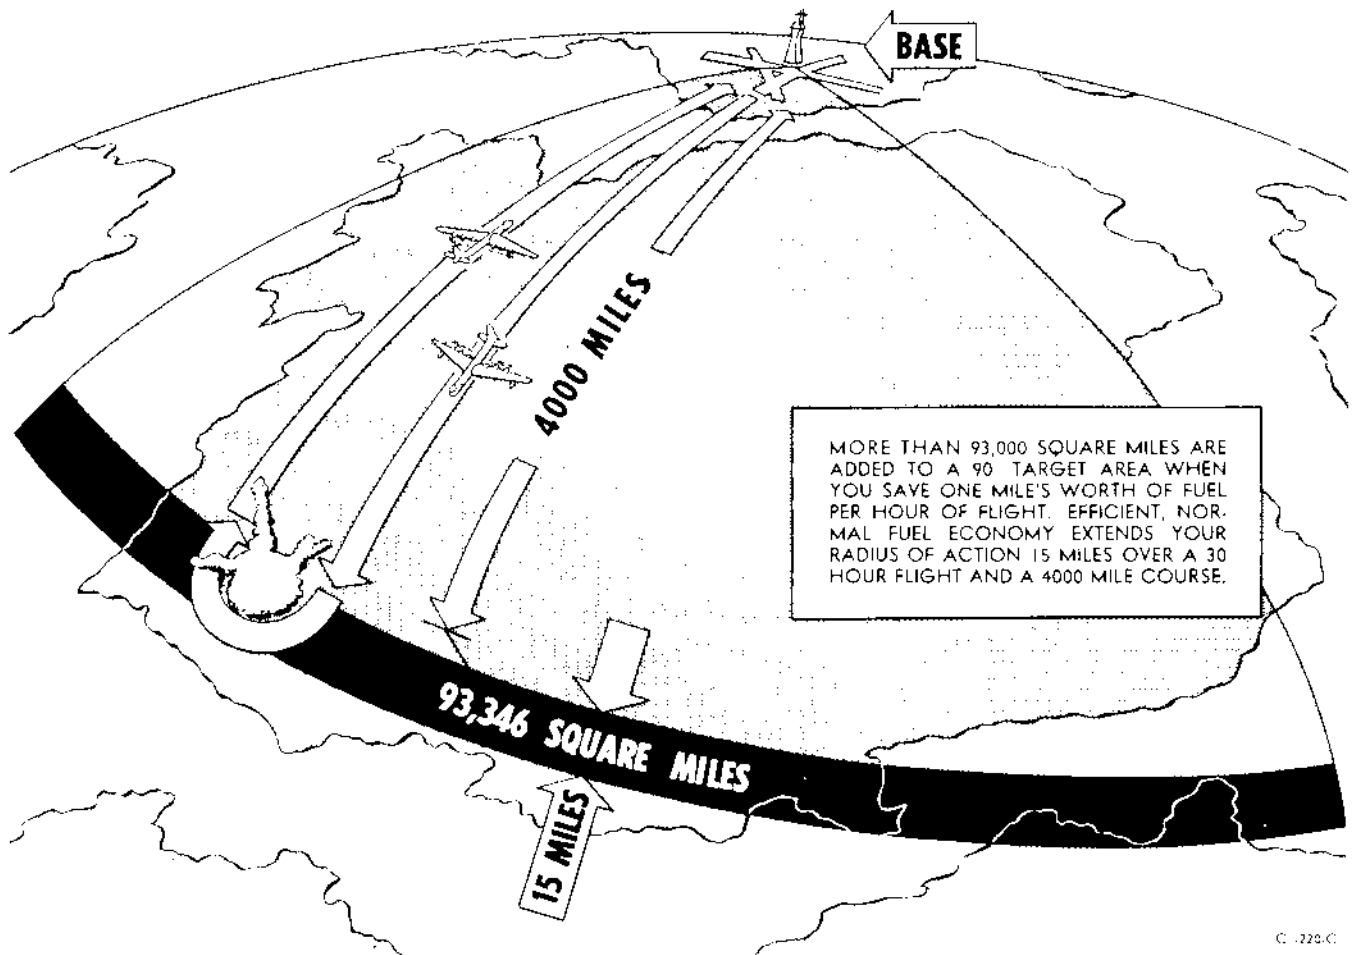 BASE
4000 MILES
MORE THAN 93,000 SQUARE MILES ARE
ADDED TO A 90 TARGET AREA WHEN
YOU SAVE ONE MILE'S WORTH OF FUEL
PER HOUR OF FLIGHT. EFFICIENT, NOR-
MAL FUEL ECONOMY EXTENDS YOUR
RADIUS OF ACTION 15 MILES OVER A 30
HOUR FLIGHT AND A 4000 MILE COURSE.
93,346 SQUARE MILES
15 MILES